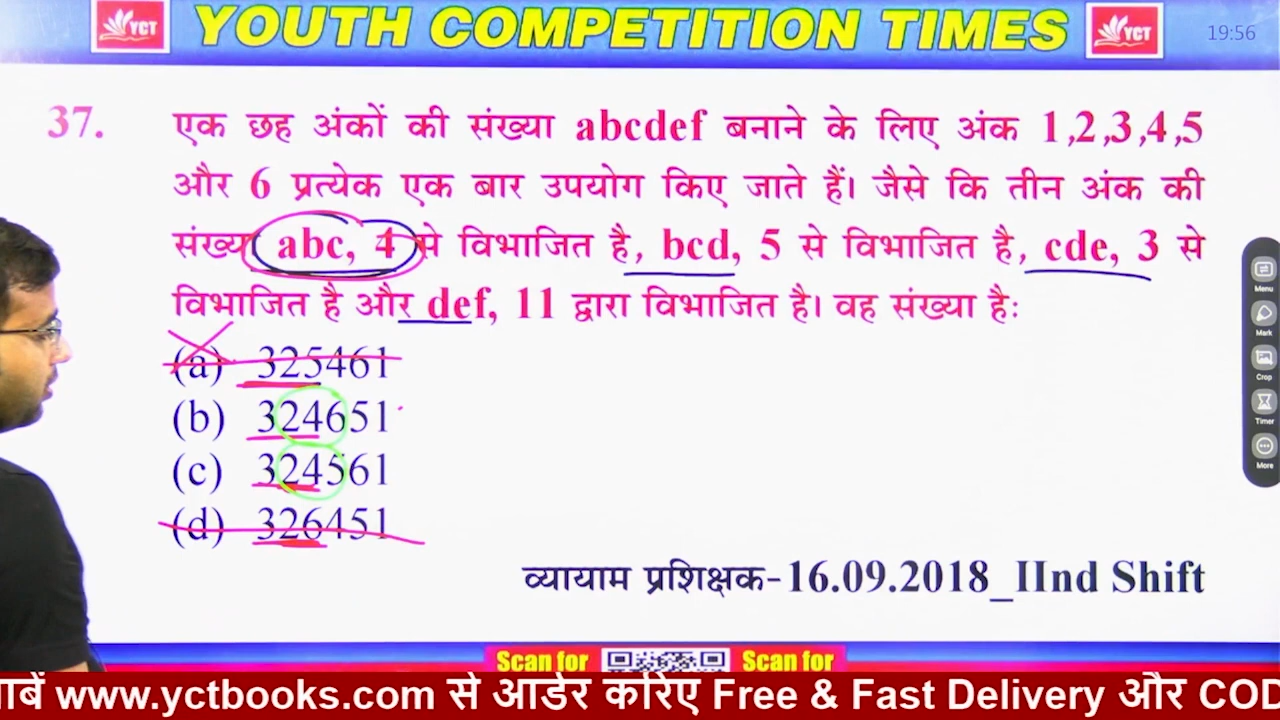 YCT
YOUTH COMPETITION TIMES
YCT
19:56
37. एक छह अंकों की संख्या abcdef बनाने के लिए अंक 1,2,3,4,5
और 6 प्रत्येक एक बार उपयोग किए जाते हैं। जैसे कि तीन अंक की
संख्या abc, 4 से विभाजित है, bcd, 5 से विभाजित है, cde, 3 से
विभाजित है और def, 11 द्वारा विभाजित है। वह संख्या है:
(a) 325461
(b) 324651
(c) 324561
(d) 326451
व्यायाम प्रशिक्षक-16.09.2018_IInd Shift
Menu
Mark
Crop
Timer
More
Scan for
Scan for
www.yctbooks.com से आर्डर करिए Free & Fast Delivery और COD